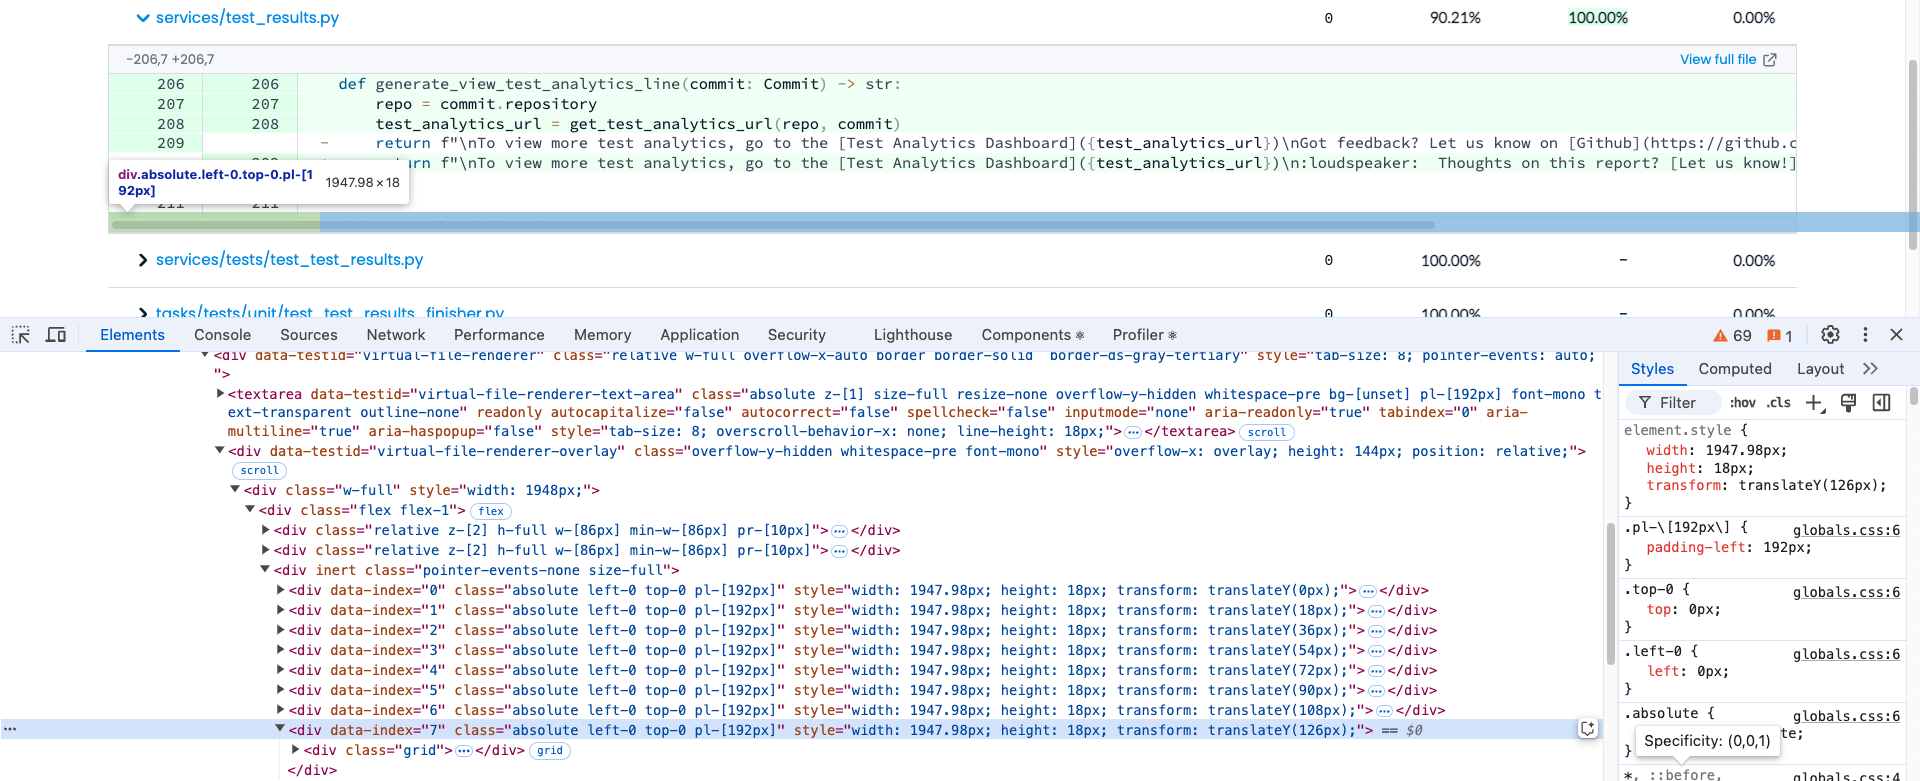 services/test_results.py 0 90.21% 100.00% 0.00%
-206,7 +206,7 View full file
206 206 def generate_view_test_analytics_line(commit: Commit) -> str:
207 207 repo = commit.repository
208 208 test_analytics_url = get_test_analytics_url(repo, commit)
209 - return f"\nTo view more test analytics, go to the [Test Analytics Dashboard]({test_analytics_url})\nGot feedback? Let us know on [Github](https://github.c
urn f"\nTo view more test analytics, go to the [Test Analytics Dashboard]({test_analytics_url})\n:loudspeaker:  Thoughts on this report? [Let us know!]
div.absolute.left-0.top-0.pl-[1
92px] 1947.98×18
211 211
services/tests/test_test_results.py 0 100.00% - 0.00%
tasks/tests/unit/test_test_results_finisher.py 0 100.00% - 0.00%
Elements Console Sources Network Performance Memory Application Security Lighthouse Components Profiler 69 1
<div data-testid="virtual-file-renderer" class="relative w-full overflow-x-auto border border-solid  border-ds-gray-tertiary" style="tab-size: 8; pointer-events: auto;
">
<textarea data-testid="virtual-file-renderer-text-area" class="absolute z-[1] size-full resize-none overflow-y-hidden whitespace-pre bg-[unset] pl-[192px] font-mono t
ext-transparent outline-none" readonly autocapitalize="false" autocorrect="false" spellcheck="false" inputmode="none" aria-readonly="true" tabindex="0" aria-
multiline="true" aria-haspopup="false" style="tab-size: 8; overscroll-behavior-x: none; line-height: 18px;">…</textarea> scroll
<div data-testid="virtual-file-renderer-overlay" class="overflow-y-hidden whitespace-pre font-mono" style="overflow-x: overlay; height: 144px; position: relative;">
scroll
<div class="w-full" style="width: 1948px;">
<div class="flex flex-1"> flex
<div class="relative z-[2] h-full w-[86px] min-w-[86px] pr-[10px]">…</div>
<div class="relative z-[2] h-full w-[86px] min-w-[86px] pr-[10px]">…</div>
<div inert class="pointer-events-none size-full">
<div data-index="0" class="absolute left-0 top-0 pl-[192px]" style="width: 1947.98px; height: 18px; transform: translateY(0px);">…</div>
<div data-index="1" class="absolute left-0 top-0 pl-[192px]" style="width: 1947.98px; height: 18px; transform: translateY(18px);">…</div>
<div data-index="2" class="absolute left-0 top-0 pl-[192px]" style="width: 1947.98px; height: 18px; transform: translateY(36px);">…</div>
<div data-index="3" class="absolute left-0 top-0 pl-[192px]" style="width: 1947.98px; height: 18px; transform: translateY(54px);">…</div>
<div data-index="4" class="absolute left-0 top-0 pl-[192px]" style="width: 1947.98px; height: 18px; transform: translateY(72px);">…</div>
<div data-index="5" class="absolute left-0 top-0 pl-[192px]" style="width: 1947.98px; height: 18px; transform: translateY(90px);">…</div>
<div data-index="6" class="absolute left-0 top-0 pl-[192px]" style="width: 1947.98px; height: 18px; transform: translateY(108px);">…</div>
… <div data-index="7" class="absolute left-0 top-0 pl-[192px]" style="width: 1947.98px; height: 18px; transform: translateY(126px);"> == $0
<div class="grid">…</div> grid
</div>
Styles Computed Layout
Filter :hov .cls
element.style {
width: 1947.98px;
height: 18px;
transform: translateY(126px);
}
.pl-\[192px\] { globals.css:6
padding-left: 192px;
}
.top-0 { globals.css:6
top: 0px;
}
.left-0 { globals.css:6
left: 0px;
}
.absolute { globals.css:6
te;
}
Specificity: (0,0,1)
*, ::before, globals.css:4